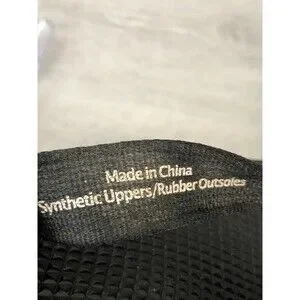 Made in China
Synthetic Uppers/Rubber Outsoles